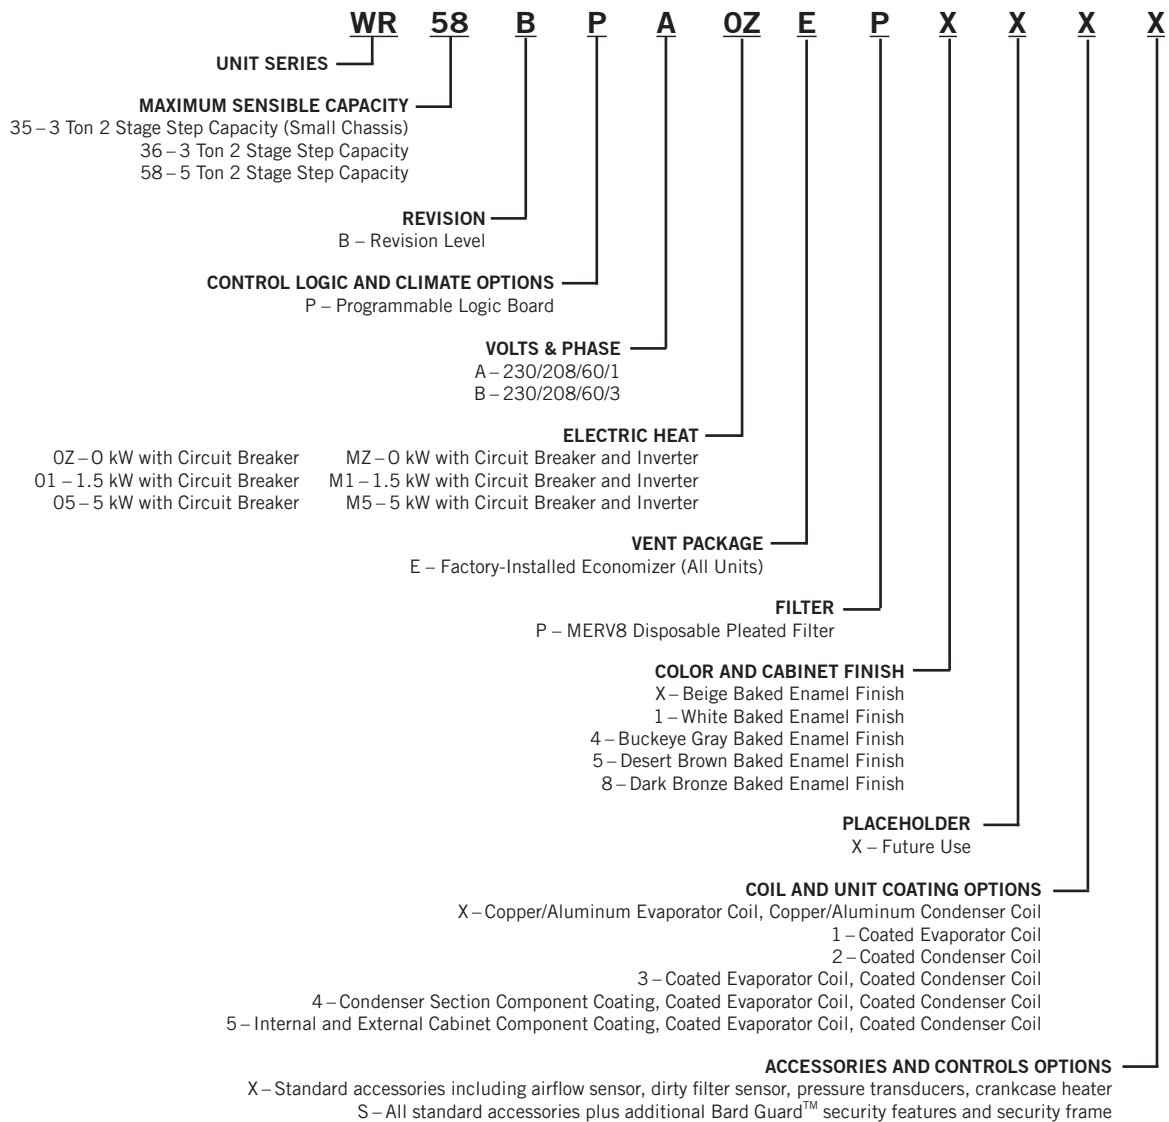 WR 58 B P A 0Z E P X X X X
UNIT SERIES
MAXIMUM SENSIBLE CAPACITY
35 – 3 Ton 2 Stage Step Capacity (Small Chassis)
36 – 3 Ton 2 Stage Step Capacity
58 – 5 Ton 2 Stage Step Capacity
REVISION
B – Revision Level
CONTROL LOGIC AND CLIMATE OPTIONS
P – Programmable Logic Board
VOLTS & PHASE
A – 230/208/60/1
B – 230/208/60/3
ELECTRIC HEAT
0Z – 0 kW with Circuit Breaker MZ – 0 kW with Circuit Breaker and Inverter
01 – 1.5 kW with Circuit Breaker M1 – 1.5 kW with Circuit Breaker and Inverter
05 – 5 kW with Circuit Breaker M5 – 5 kW with Circuit Breaker and Inverter
VENT PACKAGE
E – Factory-Installed Economizer (All Units)
FILTER
P – MERV8 Disposable Pleated Filter
COLOR AND CABINET FINISH
X – Beige Baked Enamel Finish
1 – White Baked Enamel Finish
4 – Buckeye Gray Baked Enamel Finish
5 – Desert Brown Baked Enamel Finish
8 – Dark Bronze Baked Enamel Finish
PLACEHOLDER
X – Future Use
COIL AND UNIT COATING OPTIONS
X – Copper/Aluminum Evaporator Coil, Copper/Aluminum Condenser Coil
1 – Coated Evaporator Coil
2 – Coated Condenser Coil
3 – Coated Evaporator Coil, Coated Condenser Coil
4 – Condenser Section Component Coating, Coated Evaporator Coil, Coated Condenser Coil
5 – Internal and External Cabinet Component Coating, Coated Evaporator Coil, Coated Condenser Coil
ACCESSORIES AND CONTROLS OPTIONS
X – Standard accessories including airflow sensor, dirty filter sensor, pressure transducers, crankcase heater
S – All standard accessories plus additional Bard Guard™ security features and security frame